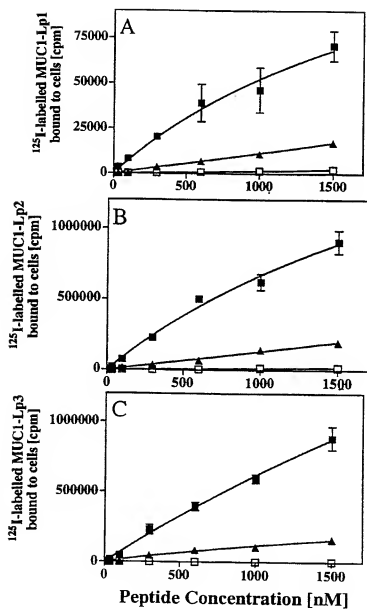 A
¹²⁵I-labelled MUC1-Lp1
bound to cells [cpm]
75000
50000
25000
0
0
500
1000
1500
B
¹²⁵I-labelled MUC1-Lp2
bound to cells [cpm]
1000000
500000
0
0
500
1000
1500
C
¹²⁵I-labelled MUC1-Lp3
bound to cells [cpm]
1000000
500000
0
0
500
1000
1500
Peptide Concentration [nM]